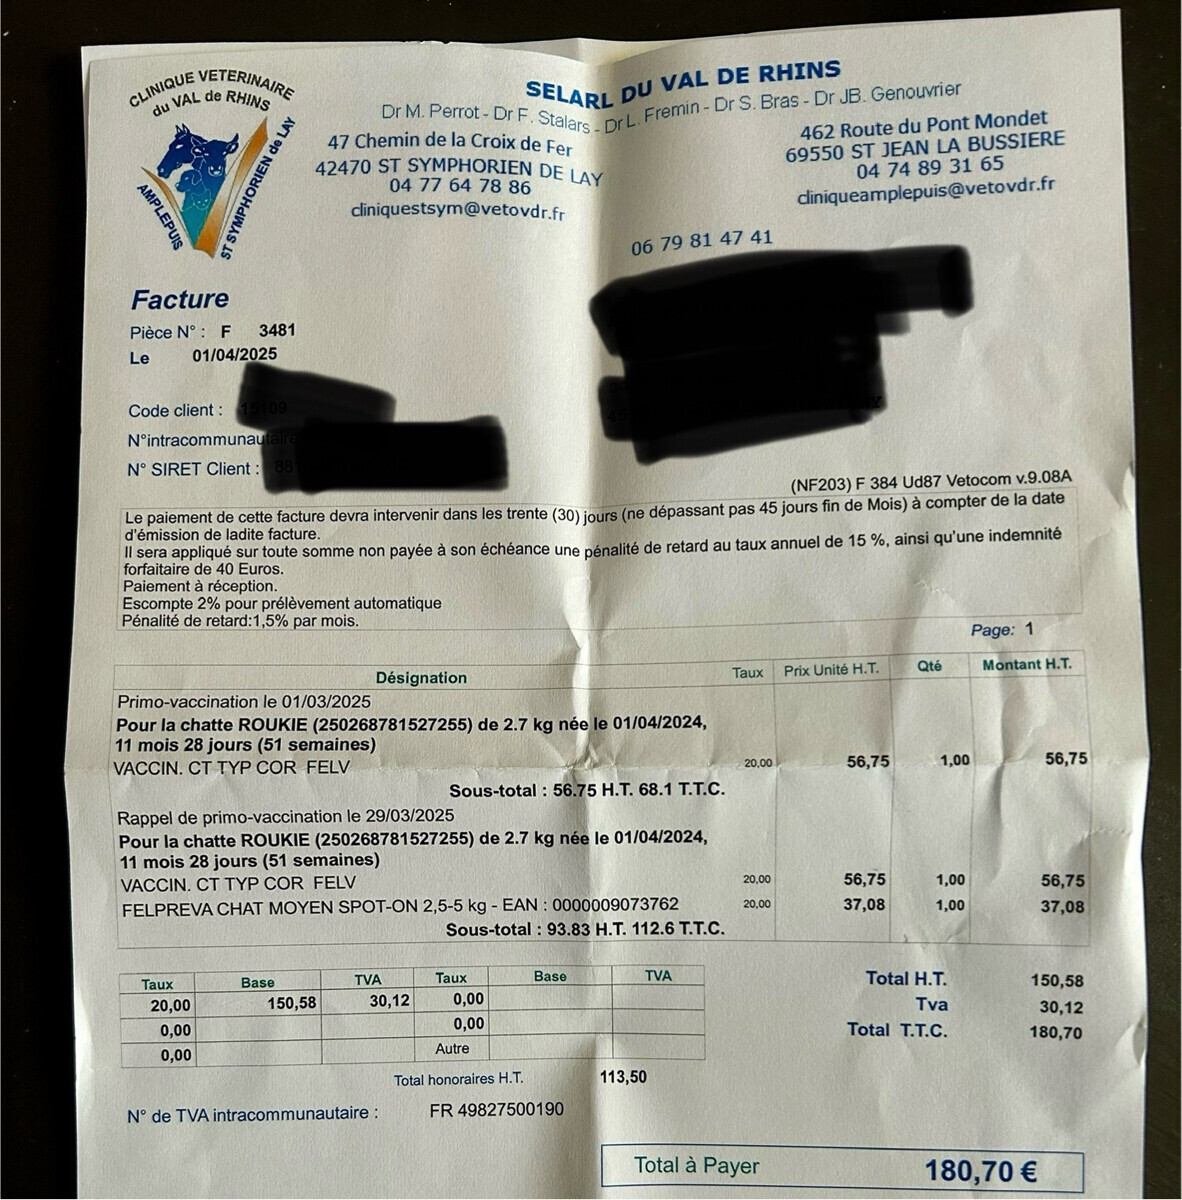 CLINIQUE VETERINAIRE
du VAL de RHINS
AMPLEPUIS
ST SYMPHORIEN de LAY
SELARL DU VAL DE RHINS
Dr M. Perrot - Dr F. Stalars - Dr L. Fremin - Dr S. Bras - Dr JB. Genouvrier
47 Chemin de la Croix de Fer
42470 ST SYMPHORIEN DE LAY
04 77 64 78 86
cliniquestsym@vetovdr.fr
462 Route du Pont Mondet
69550 ST JEAN LA BUSSIERE
04 74 89 31 65
cliniqueamplepuis@vetovdr.fr
06 79 81 47 41
Facture
Pièce N° : F 3481
Le 01/04/2025
Code client :
N°intracommunautaire
N° SIRET Client :
(NF203) F 384 Ud87 Vetocom v.9.08A
Le paiement de cette facture devra intervenir dans les trente (30) jours (ne dépassant pas 45 jours fin de Mois) à compter de la date
d'émission de ladite facture.
Il sera appliqué sur toute somme non payée à son échéance une pénalité de retard au taux annuel de 15 %, ainsi qu'une indemnité
forfaitaire de 40 Euros.
Paiement à réception.
Escompte 2% pour prélèvement automatique
Pénalité de retard:1,5% par mois.
Page: 1
Désignation Taux Prix Unité H.T. Qté Montant H.T.
Primo-vaccination le 01/03/2025
Pour la chatte ROUKIE (250268781527255) de 2.7 kg née le 01/04/2024,
11 mois 28 jours (51 semaines)
VACCIN. CT TYP COR FELV 20,00 56,75 1,00 56,75
Sous-total : 56.75 H.T. 68.1 T.T.C.
Rappel de primo-vaccination le 29/03/2025
Pour la chatte ROUKIE (250268781527255) de 2.7 kg née le 01/04/2024,
11 mois 28 jours (51 semaines)
VACCIN. CT TYP COR FELV 20,00 56,75 1,00 56,75
FELPREVA CHAT MOYEN SPOT-ON 2,5-5 kg - EAN : 0000009073762 20,00 37,08 1,00 37,08
Sous-total : 93.83 H.T. 112.6 T.T.C.
Taux Base TVA Taux Base TVA
20,00 150,58 30,12 0,00
0,00 0,00
0,00 Autre
Total H.T. 150,58
Tva 30,12
Total T.T.C. 180,70
Total honoraires H.T. 113,50
N° de TVA intracommunautaire : FR 49827500190
Total à Payer 180,70 €